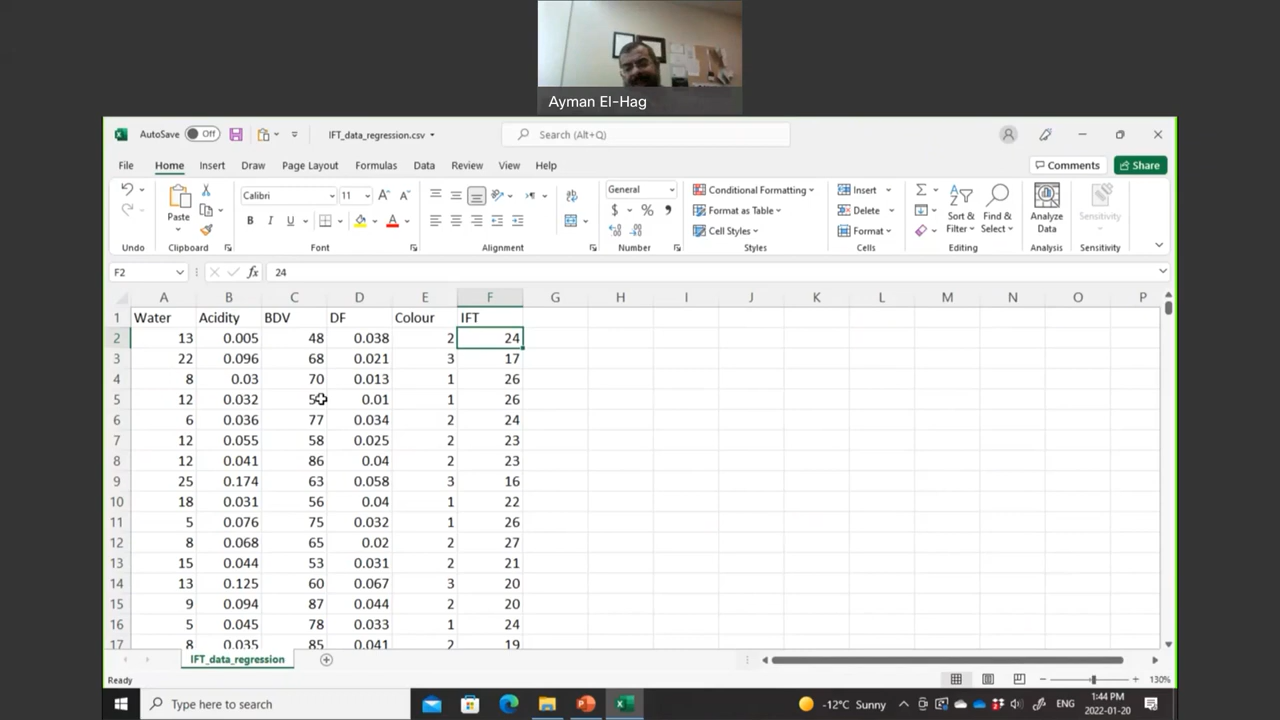 Ayman El-Hag
AutoSave Off IFT_data_regression.csv Search (Alt+Q)
File Home Insert Draw Page Layout Formulas Data Review View Help Comments Share
Paste Calibri 11 General Conditional Formatting Insert
B I U A $ % Format as Table Delete Sort & Find & Analyze Sensitivity
Cell Styles Format Filter Select Data
Undo Clipboard Font Alignment Number Styles Cells Editing Analysis Sensitivity
F2 fx 24
A B C D E F G H I J K L M N O P
1 Water Acidity BDV DF Colour IFT
2 13 0.005 48 0.038 2 24
3 22 0.096 68 0.021 3 17
4 8 0.03 70 0.013 1 26
5 12 0.032 0.01 1 26
6 6 0.036 77 0.034 2 24
7 12 0.055 58 0.025 2 23
8 12 0.041 86 0.04 2 23
9 25 0.174 63 0.058 3 16
10 18 0.031 56 0.04 1 22
11 5 0.076 75 0.032 1 26
12 8 0.068 65 0.02 2 27
13 15 0.044 53 0.031 2 21
14 13 0.125 60 0.067 3 20
15 9 0.094 87 0.044 2 20
16 5 0.045 78 0.033 1 24
17 8 0.035 85 0.041 2 19
IFT_data_regression
Ready 130%
Type here to search -12°C Sunny ENG 1:44 PM
2022-01-20